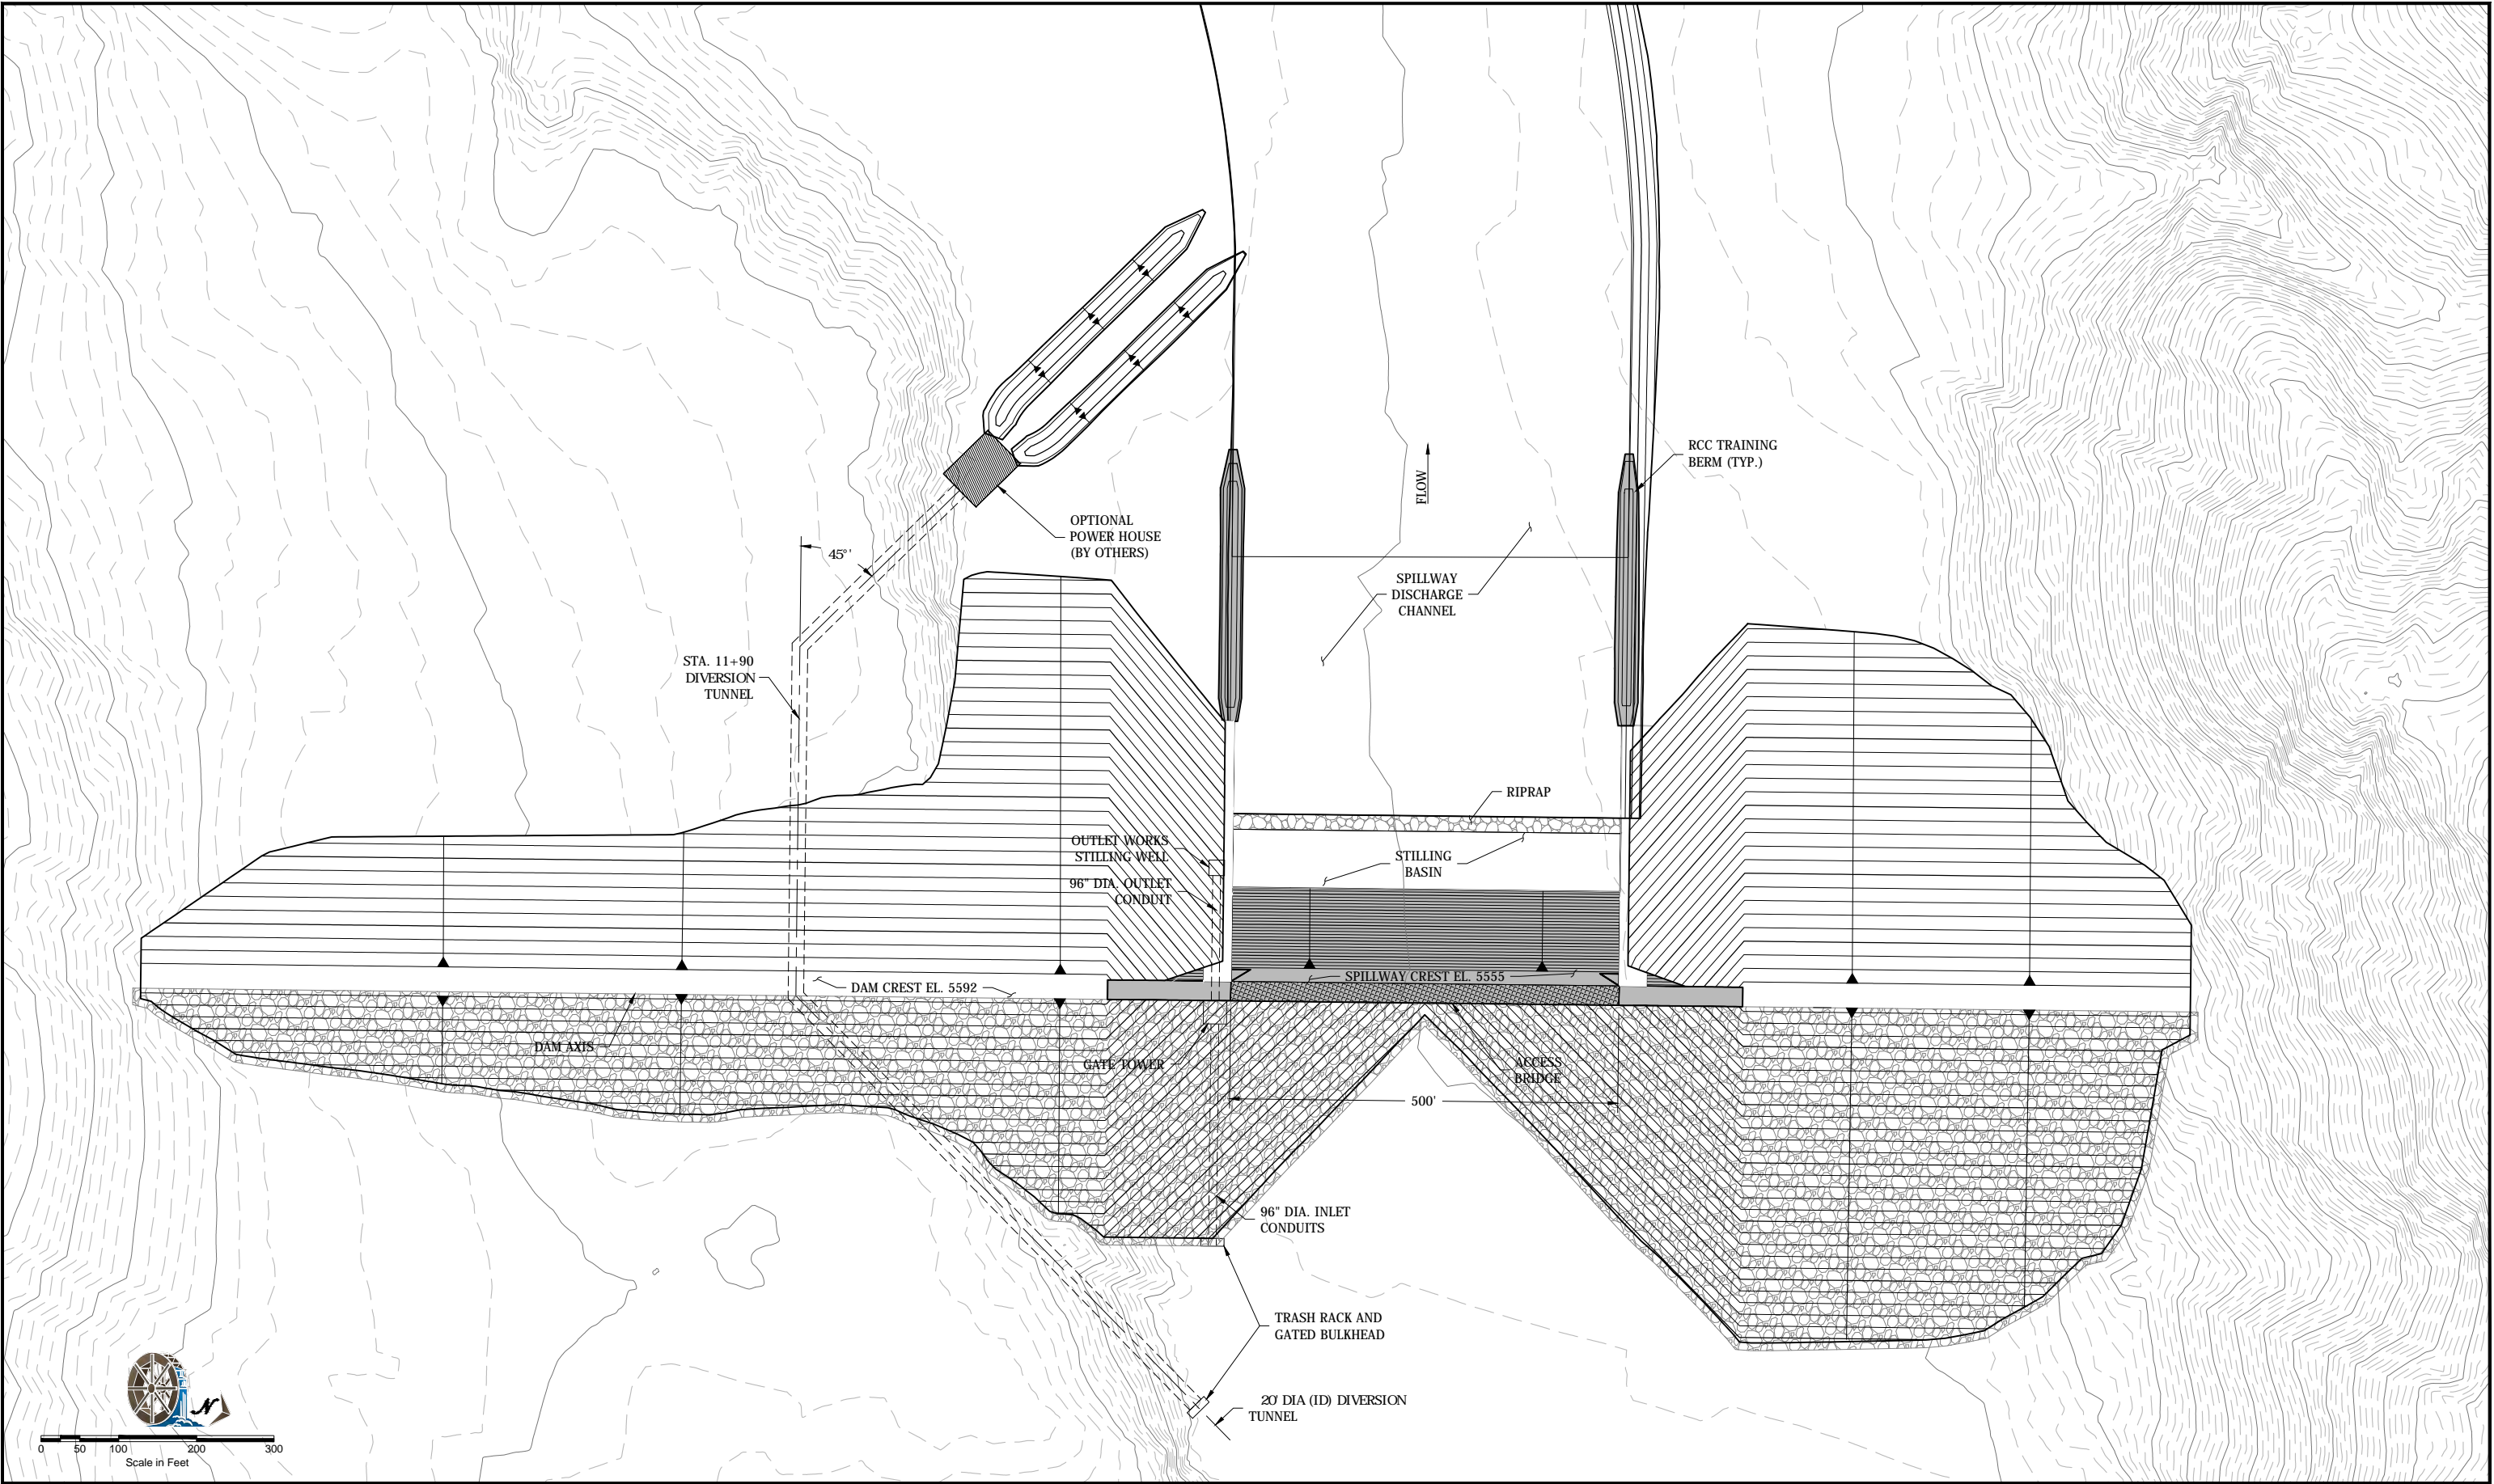 RCC TRAINING
BERM (TYP.)
FLOW
OPTIONAL
POWER HOUSE
(BY OTHERS)
45°'
SPILLWAY
DISCHARGE
CHANNEL
STA. 11+90
DIVERSION
TUNNEL
RIPRAP
OUTLET WORKS
STILLING WELL
STILLING
BASIN
96" DIA. OUTLET
CONDUIT
SPILLWAY CREST EL. 5555
DAM CREST EL. 5592
DAM AXIS
GATE TOWER
ACCESS
BRIDGE
500'
96" DIA. INLET
CONDUITS
TRASH RACK AND
GATED BULKHEAD
20' DIA (ID) DIVERSION
TUNNEL
N
0 50 100 200 300
Scale in Feet